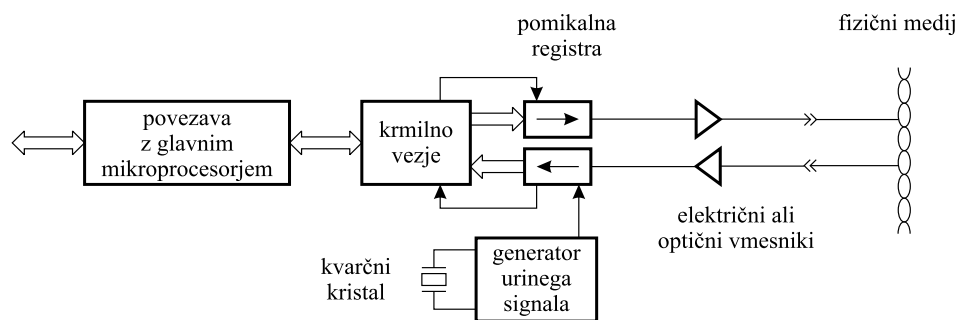 pomikalna
registra
fizični medij
povezava
z glavnim
mikroprocesorjem
krmilno
vezje
električni ali
optični vmesniki
kvarčni
kristal
generator
urinega
signala